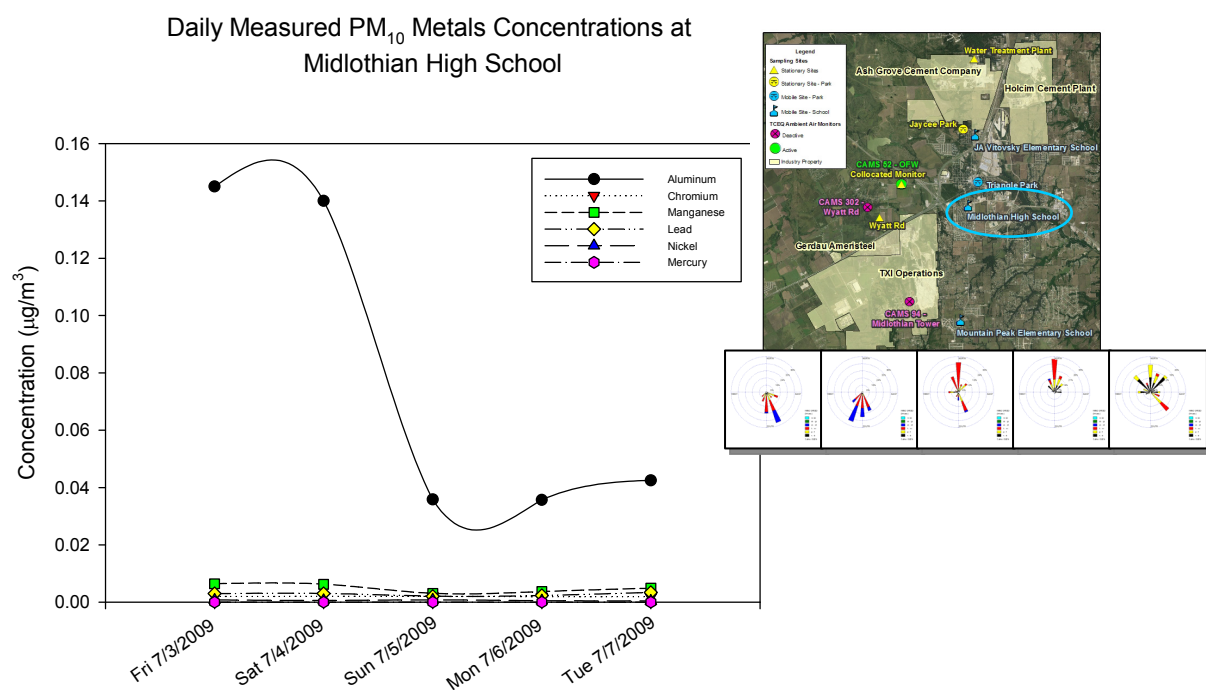 Daily Measured PM₁₀ Metals Concentrations at
Midlothian High School
Concentration (μg/m³)
0.16
0.14
0.12
0.10
0.08
0.06
0.04
0.02
0.00
Aluminum
Chromium
Manganese
Lead
Nickel
Mercury
Fri 7/3/2009
Sat 7/4/2009
Sun 7/5/2009
Mon 7/6/2009
Tue 7/7/2009
Legend
Sampling Sites
Stationary Sites
Stationary Site - Park
Mobile Site - Park
Mobile Site - School
TCEQ Ambient Air Monitors
Deactive
Active
Industry Property
Water Treatment Plant
Ash Grove Cement Company
Holcim Cement Plant
Jaycee Park
JA Vitovsky Elementary School
CAMS 52 - OFW
Collocated Monitor
Triangle Park
CAMS 302 -
Wyatt Rd
Midlothian High School
Wyatt Rd
Gerdau Ameristeel
TXI Operations
CAMS 94 -
Midlothian Tower
Mountain Peak Elementary School